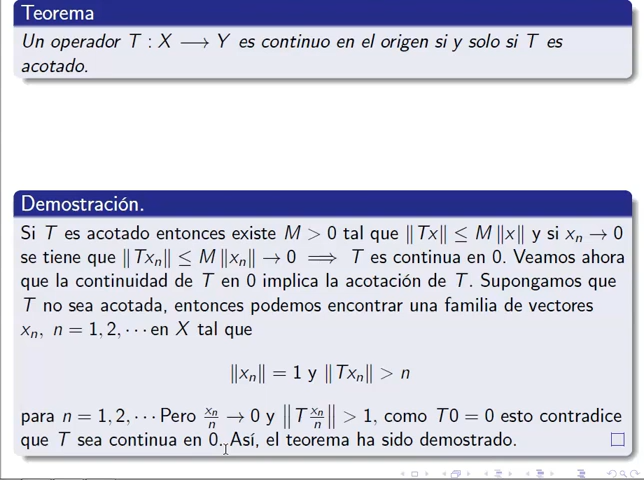 Teorema
Un operador T : X ⟶ Y es continuo en el origen si y solo si T es
acotado.
Demostración.
Si T es acotado entonces existe M > 0 tal que ‖Tx‖ ≤ M ‖x‖ y si xₙ → 0
se tiene que ‖Txₙ‖ ≤ M ‖xₙ‖ → 0 ⟹ T es continua en 0. Veamos ahora
que la continuidad de T en 0 implica la acotación de T. Supongamos que
T no sea acotada, entonces podemos encontrar una familia de vectores
xₙ, n = 1, 2, ⋯ en X tal que
‖xₙ‖ = 1 y ‖Txₙ‖ > n
para n = 1, 2, ⋯ Pero xₙ/n → 0 y ‖T xₙ/n‖ > 1, como T0 = 0 esto contradice
que T sea continua en 0. Así, el teorema ha sido demostrado. □